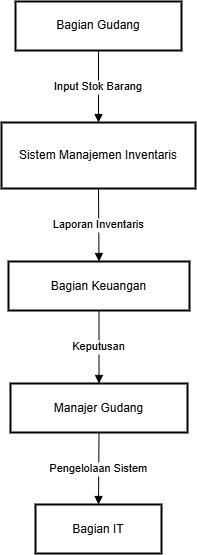 Bagian Gudang
Input Stok Barang
Sistem Manajemen Inventaris
Laporan Inventaris
Bagian Keuangan
Keputusan
Manajer Gudang
Pengelolaan Sistem
Bagian IT